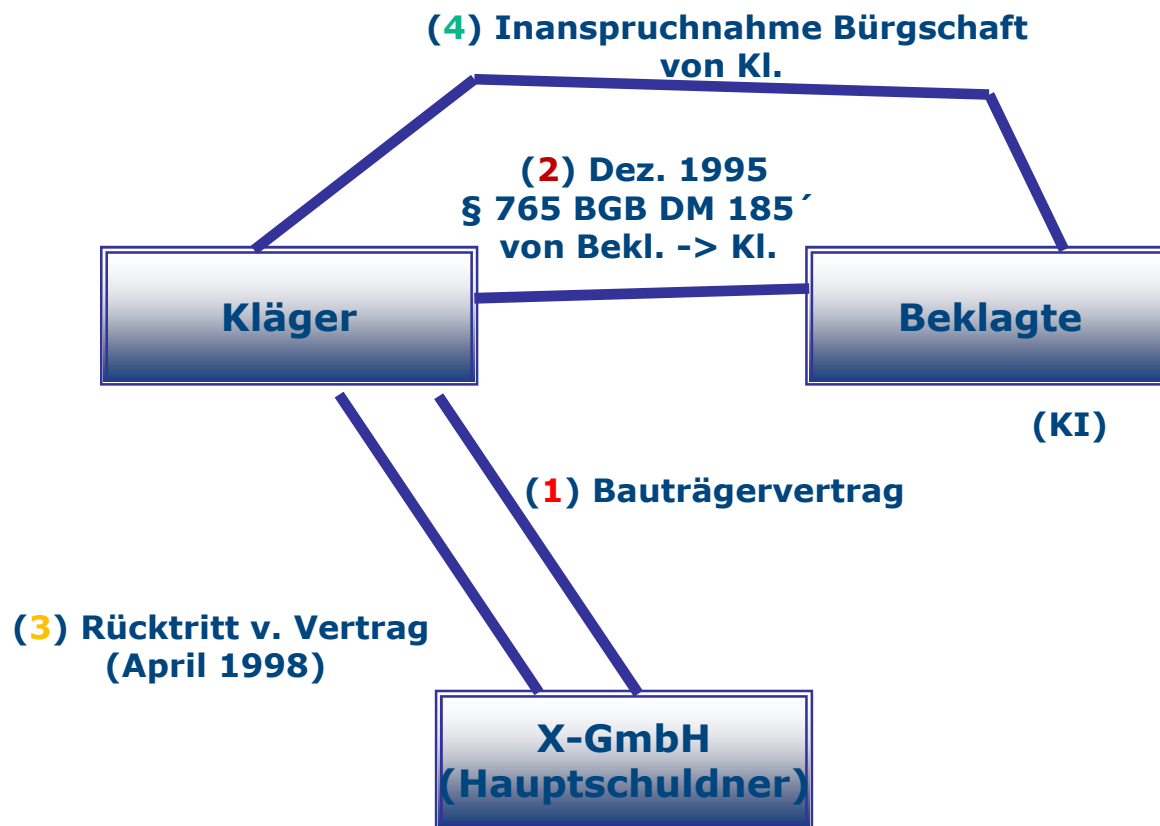 (4) Inanspruchnahme Bürgschaft
von Kl.
(2) Dez. 1995
§ 765 BGB DM 185´
von Bekl. -> Kl.
Kläger
Beklagte
(KI)
(1) Bauträgervertrag
(3) Rücktritt v. Vertrag
(April 1998)
X-GmbH
(Hauptschuldner)